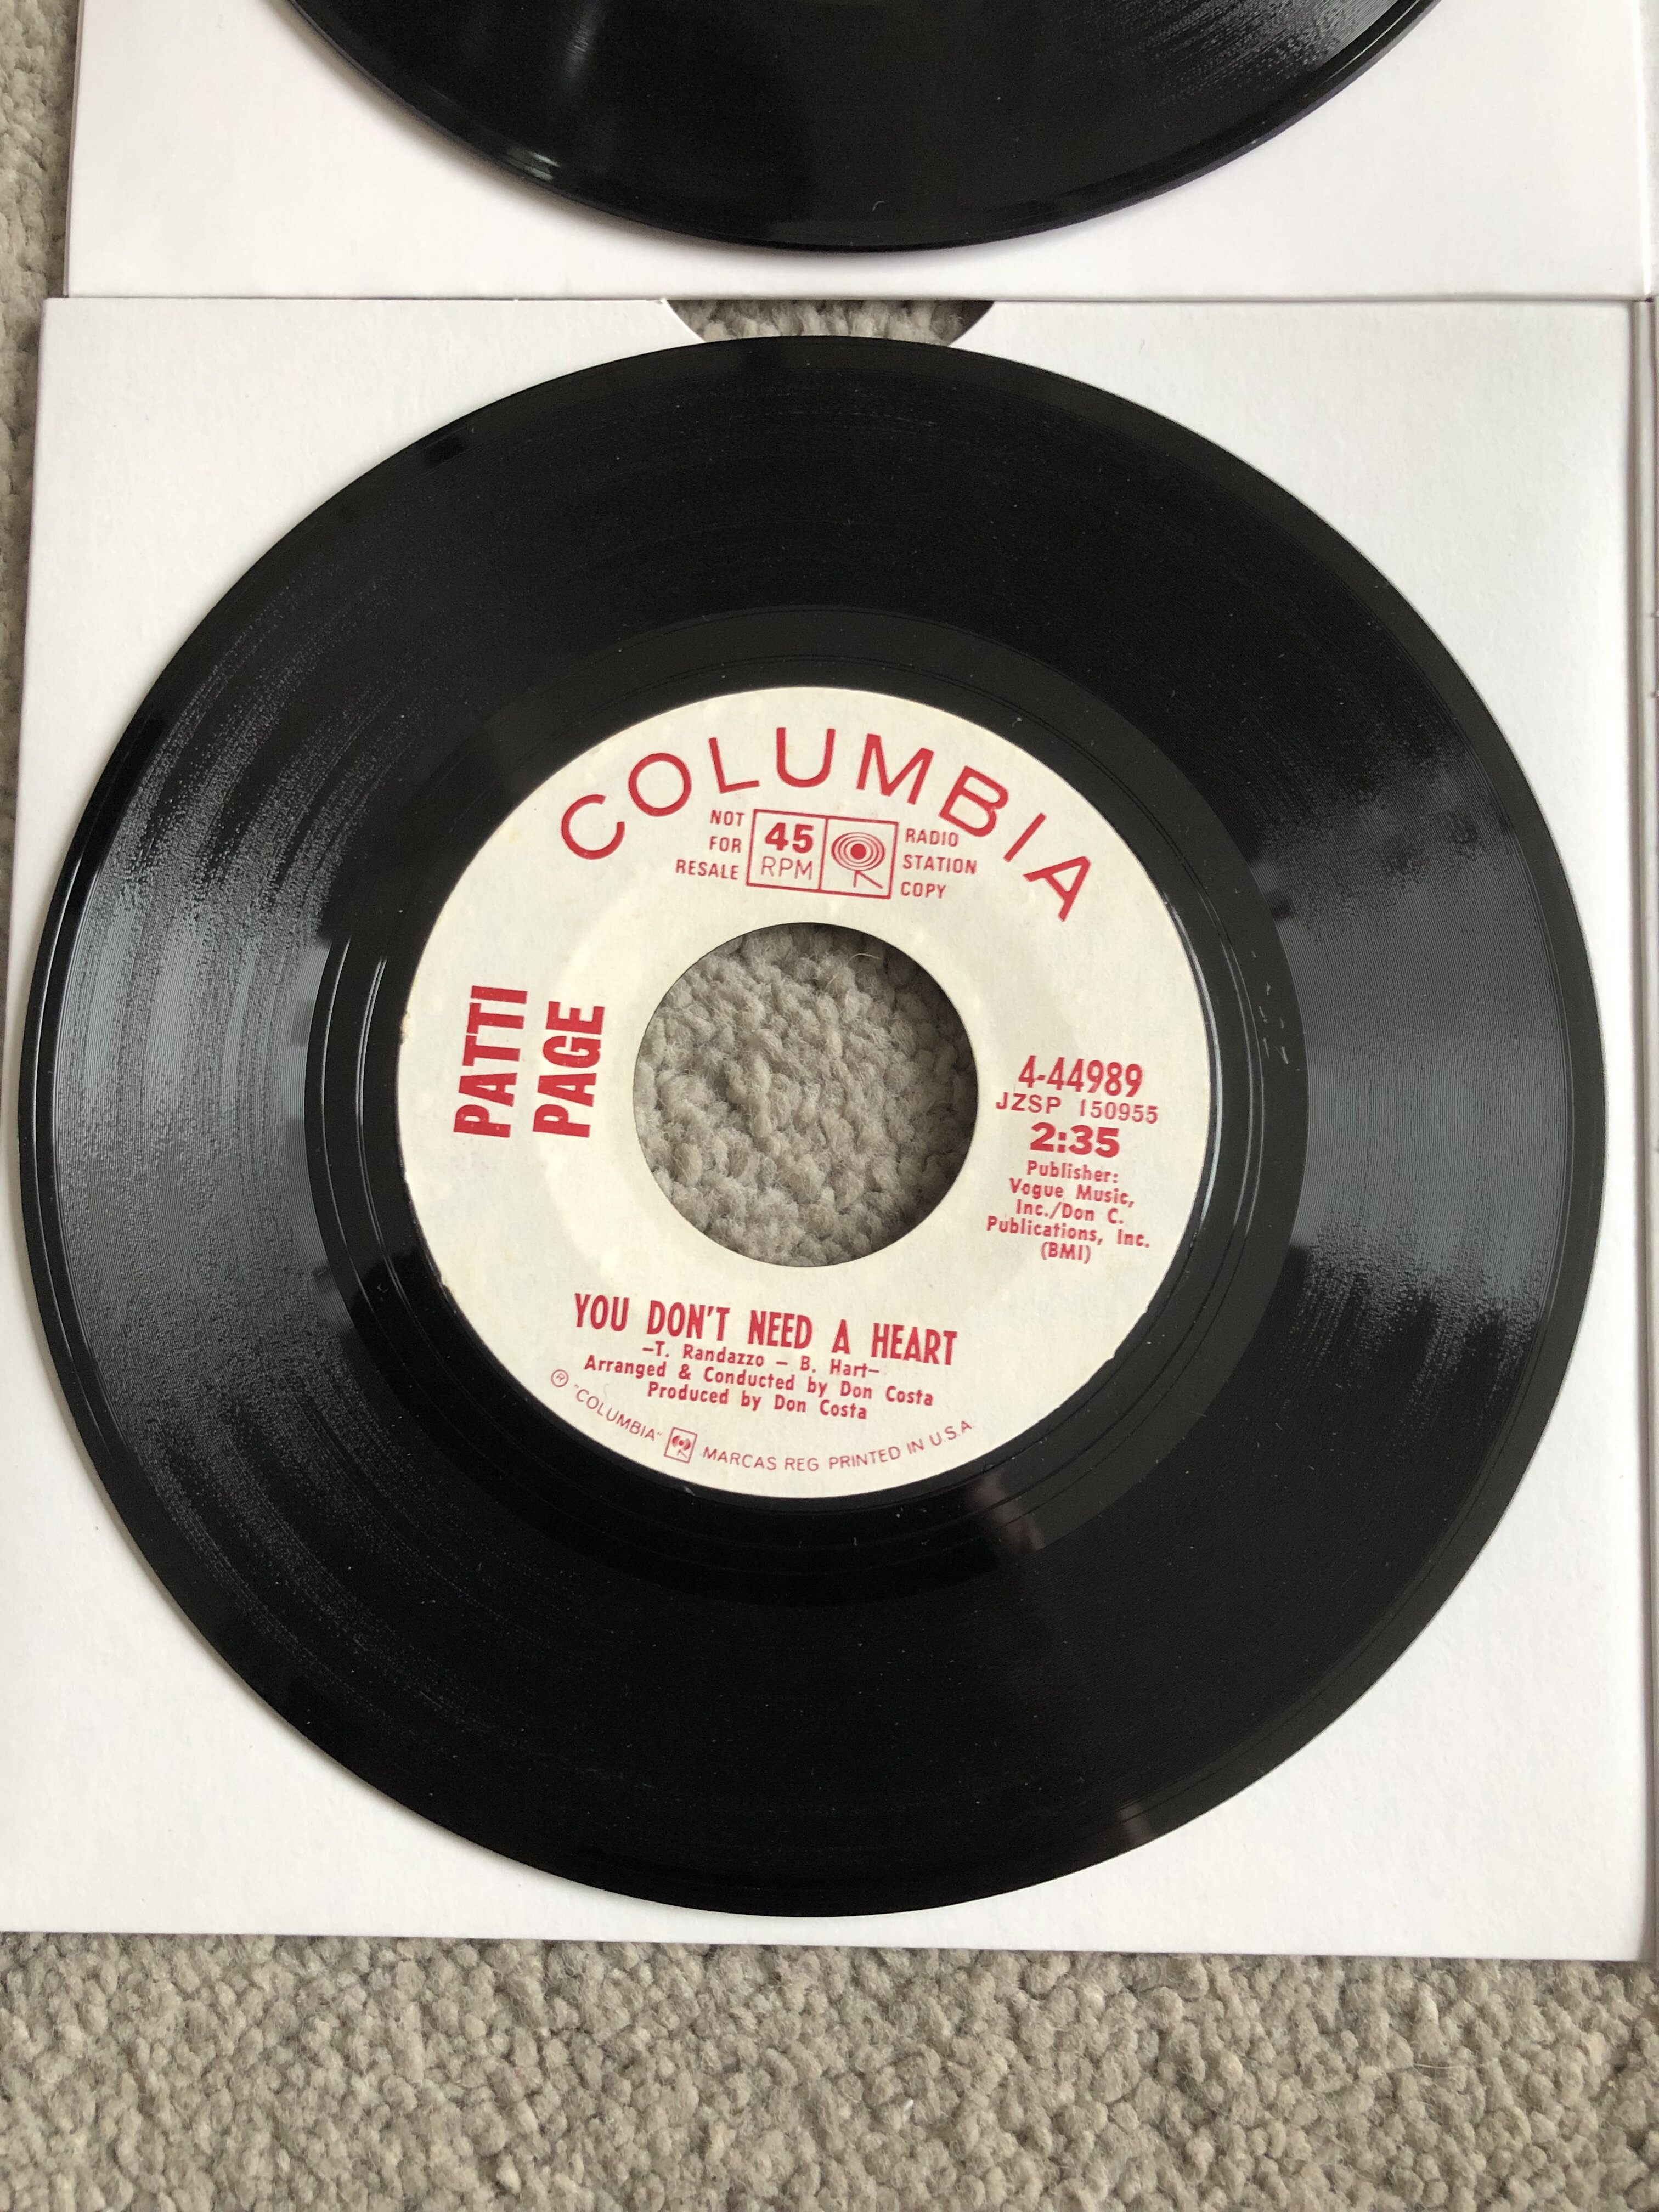 COLUMBIA
NOT
FOR
RESALE
45
RPM
RADIO
STATION
COPY
PATTI
PAGE
4-44989
JZSP 150955
2:35
Publisher:
Vogue Music,
Inc./Don C.
Publications, Inc.
(BMI)
YOU DON'T NEED A HEART
–T. Randazzo – B. Hart–
Arranged & Conducted by Don Costa
Produced by Don Costa
Ⓡ "COLUMBIA" MARCAS REG PRINTED IN U.S.A